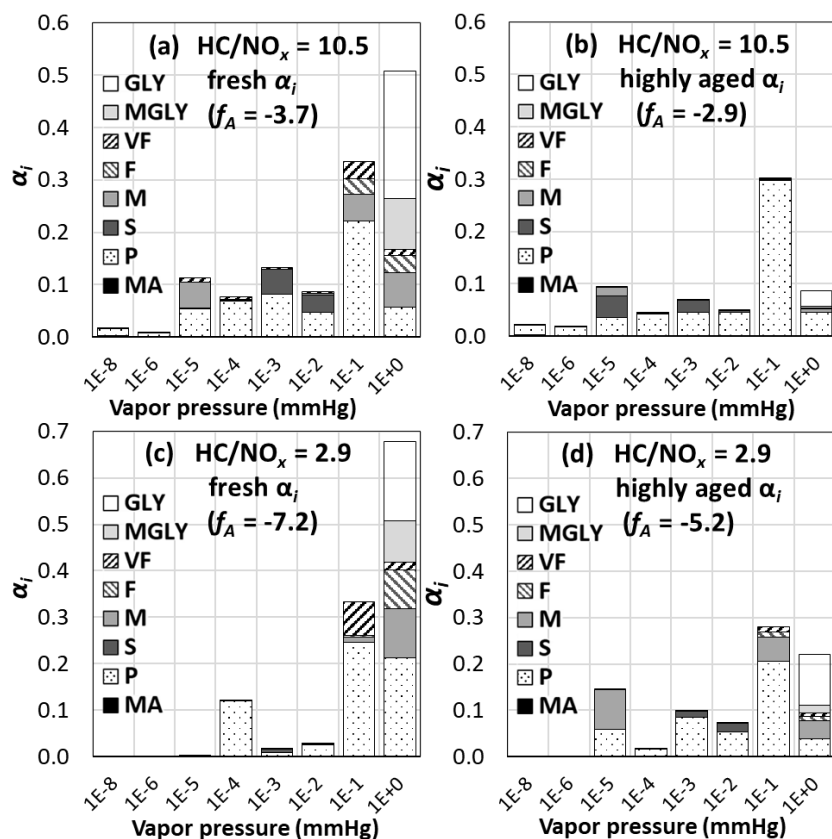 (a) HC/NOₓ = 10.5
fresh αᵢ
(f_A = -3.7)
αᵢ
0.6
0.5
0.4
0.3
0.2
0.1
0.0
GLY
MGLY
VF
F
M
S
P
MA
1E-8
1E-6
1E-5
1E-4
1E-3
1E-2
1E-1
1E+0
Vapor pressure (mmHg)
(b) HC/NOₓ = 10.5
highly aged αᵢ
(f_A = -2.9)
0.6
0.5
0.4
0.3
0.2
0.1
0.0
GLY
MGLY
VF
F
M
S
P
MA
1E-8
1E-6
1E-5
1E-4
1E-3
1E-2
1E-1
1E+0
Vapor pressure (mmHg)
(c) HC/NOₓ = 2.9
fresh αᵢ
(f_A = -7.2)
αᵢ
0.7
0.6
0.5
0.4
0.3
0.2
0.1
0.0
GLY
MGLY
VF
F
M
S
P
MA
1E-8
1E-6
1E-5
1E-4
1E-3
1E-2
1E-1
1E+0
Vapor pressure (mmHg)
(d) HC/NOₓ = 2.9
highly aged αᵢ
(f_A = -5.2)
αᵢ
0.7
0.6
0.5
0.4
0.3
0.2
0.1
0.0
GLY
MGLY
VF
F
M
S
P
MA
1E-8
1E-6
1E-5
1E-4
1E-3
1E-2
1E-1
1E+0
Vapor pressure (mmHg)